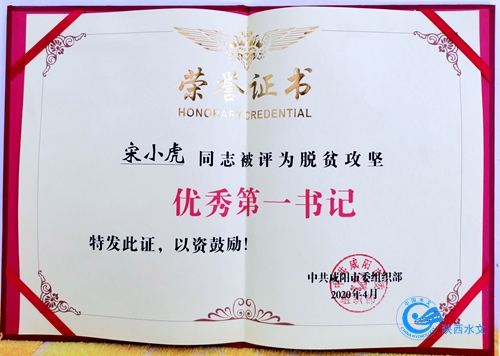 荣誉证书
HONORARY CREDENTIAL
宋小虎 同志被评为脱贫攻坚
优秀第一书记
特发此证，以资鼓励！
中共咸阳市委组织部
2020年4月
陕西水文